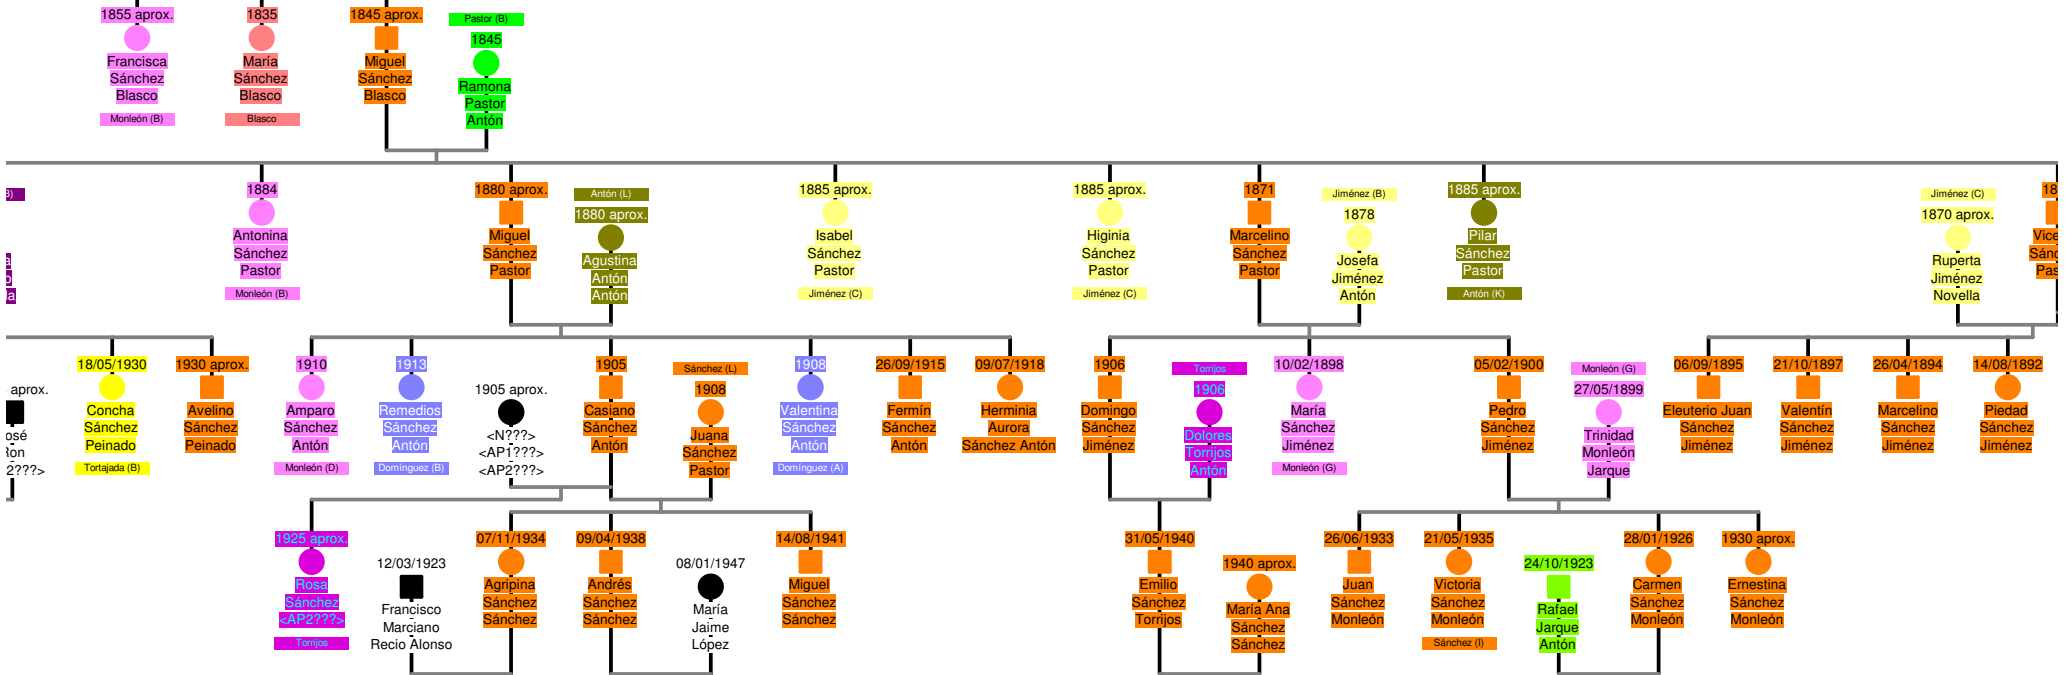 1855 aprox.
Francisca
Sánchez
Blasco
Monleón (B)
1835
María
Sánchez
Blasco
Blasco
1845 aprox.
Miguel
Sánchez
Blasco
Pastor (B)
1845
Ramona
Pastor
Antón
1884
Antonina
Sánchez
Pastor
Monleón (B)
1880 aprox.
Miguel
Sánchez
Pastor
Antón (L)
1880 aprox.
Agustina
Antón
Antón
1885 aprox.
Isabel
Sánchez
Pastor
Jiménez (C)
1885 aprox.
Higinia
Sánchez
Pastor
Jiménez (C)
1871
Marcelino
Sánchez
Pastor
Jiménez (B)
1878
Josefa
Jiménez
Antón
1885 aprox.
Pilar
Sánchez
Pastor
Antón (K)
Jiménez (C)
1870 aprox.
Ruperta
Jiménez
Novella
18
Vice
Sánc
Pas
aprox.
osé
Ron
2???>
18/05/1930
Concha
Sánchez
Peinado
Tortajada (B)
1930 aprox.
Avelino
Sánchez
Peinado
1910
Amparo
Sánchez
Antón
Monleón (D)
1913
Remedios
Sánchez
Antón
Domínguez (B)
1905 aprox.
<N???>
<AP1???>
<AP2???>
1905
Casiano
Sánchez
Antón
Sánchez (L)
1908
Juana
Sánchez
Pastor
1908
Valentina
Sánchez
Antón
Domínguez (A)
26/09/1915
Fermín
Sánchez
Antón
09/07/1918
Herminia
Aurora
Sánchez Antón
1906
Domingo
Sánchez
Jiménez
Torrijos
1906
Dolores
Torrijos
Antón
10/02/1898
María
Sánchez
Jiménez
Monleón (G)
05/02/1900
Pedro
Sánchez
Jiménez
Monleón (G)
27/05/1899
Trinidad
Monleón
Jarque
06/09/1895
Eleuterio Juan
Sánchez
Jiménez
21/10/1897
Valentín
Sánchez
Jiménez
26/04/1894
Marcelino
Sánchez
Jiménez
14/08/1892
Piedad
Sánchez
Jiménez
1925 aprox.
Rosa
Sánchez
<AP2???>
Torrijos
12/03/1923
Francisco
Marciano
Recio Alonso
07/11/1934
Agripina
Sánchez
Sánchez
09/04/1938
Andrés
Sánchez
Sánchez
08/01/1947
María
Jaime
López
14/08/1941
Miguel
Sánchez
Sánchez
31/05/1940
Emilio
Sánchez
Torrijos
1940 aprox.
María Ana
Sánchez
Sánchez
26/06/1933
Juan
Sánchez
Monleón
21/05/1935
Victoria
Sánchez
Monleón
Sánchez (I)
24/10/1923
Rafael
Jarque
Antón
28/01/1926
Carmen
Sánchez
Monleón
1930 aprox.
Ernestina
Sánchez
Monleón